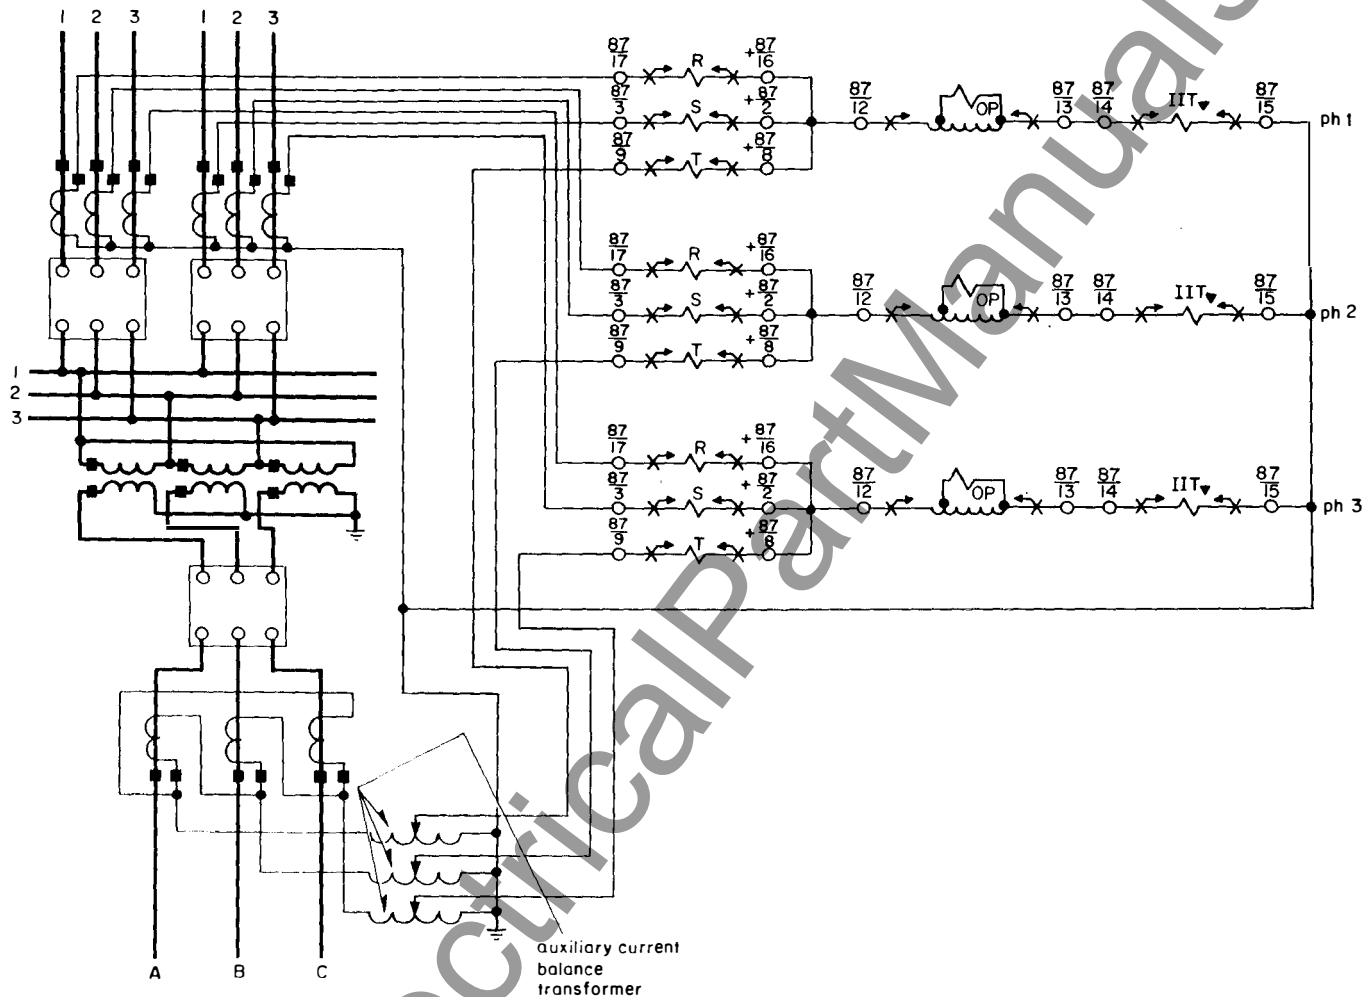 1 2 3 1 2 3
87/17 R +87/16
87/3 S +87/2 87/12 OP 87/13 87/14 IIT 87/15 ph 1
87/9 T +87/8
87/17 R +87/16
87/3 S +87/2 87/12 OP 87/13 87/14 IIT 87/15 ph 2
87/9 T +87/8
1
2
3
87/17 R +87/16
87/3 S +87/2 87/12 OP 87/13 87/14 IIT 87/15 ph 3
87/9 T +87/8
A B C
auxiliary current
balance
transformer
ctricalPartManuals